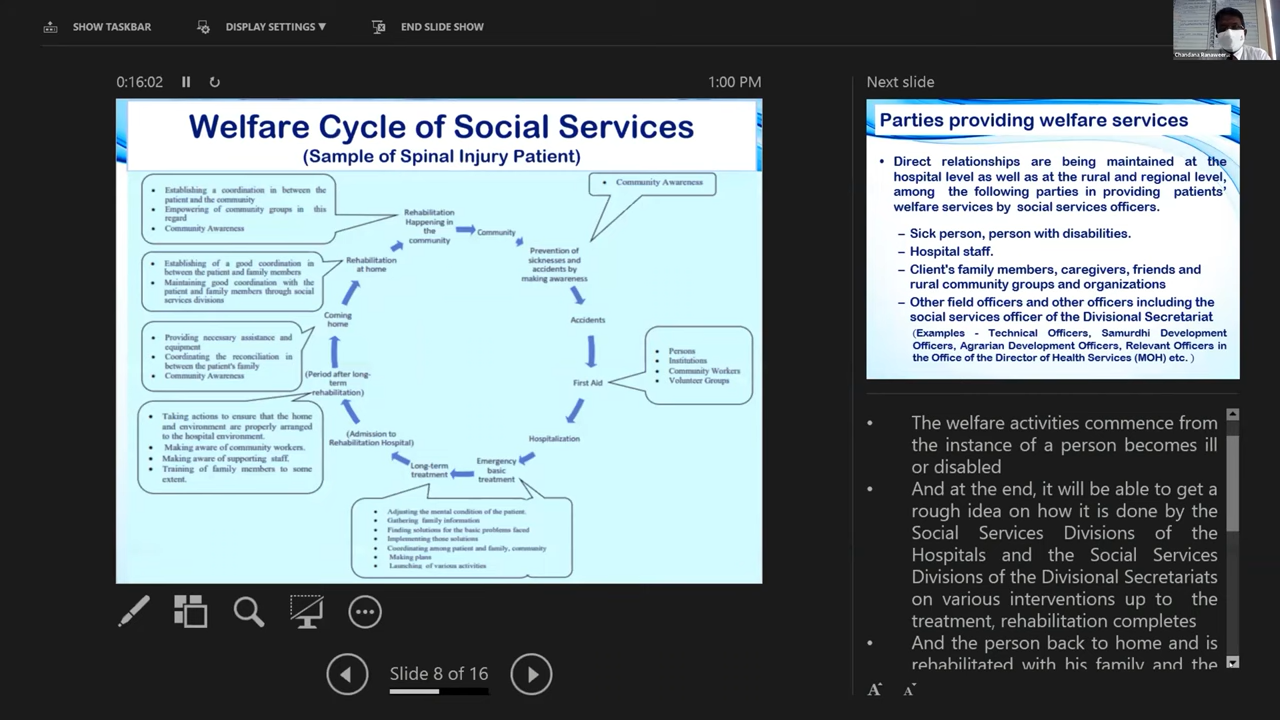 SHOW TASKBAR
DISPLAY SETTINGS ▼
END SLIDE SHOW
Chandana Ranaweer
0:16:02
1:00 PM
Welfare Cycle of Social Services
(Sample of Spinal Injury Patient)
• Establishing a coordination in between the
patient and the community
• Empowering of community groups in this
regard
• Community Awareness
• Community Awareness
Rehabilitation
Happening in
the
community
Community
Prevention of
sicknesses and
accidents by
making awareness
• Establishing of a good coordination in
between the patient and family members
• Maintaining good coordination with the
patient and family members through social
services divisions
Rehabilitation
at home
Coming
home
Accidents
• Providing necessary assistance and
equipment
• Coordinating the reconciliation in
between the patient's family
• Community Awareness
• Persons
• Institutions
• Community Workers
• Volunteer Groups
First Aid
(Period after long-
term
rehabilitation)
• Taking actions to ensure that the home
and environment are properly arranged
to the hospital environment.
• Making aware of community workers.
• Making aware of supporting staff.
• Training of family members to some
extent.
(Admission to
Rehabilitation Hospital)
Hospitalization
Long-term
treatment
Emergency
basic
treatment
• Adjusting the mental condition of the patient.
• Gathering family information
• Finding solutions for the basic problems faced
• Implementing those solutions
• Coordinating among patient and family, community
• Making plans
• Launching of various activities
Slide 8 of 16
Next slide
Parties providing welfare services
• Direct relationships are being maintained at the
hospital level as well as at the rural and regional level,
among the following parties in providing patients'
welfare services by social services officers.
– Sick person, person with disabilities.
– Hospital staff.
– Client's family members, caregivers, friends and
rural community groups and organizations
– Other field officers and other officers including the
social services officer of the Divisional Secretariat
(Examples - Technical Officers, Samurdhi Development
Officers, Agrarian Development Officers, Relevant Officers in
the Office of the Director of Health Services (MOH) etc. )
• The welfare activities commence from
the instance of a person becomes ill
or disabled
• And at the end, it will be able to get a
rough idea on how it is done by the
Social Services Divisions of the
Hospitals and the Social Services
Divisions of the Divisional Secretariats
on various interventions up to the
treatment, rehabilitation completes
• And the person back to home and is
rehabilitated with his family and the
A A